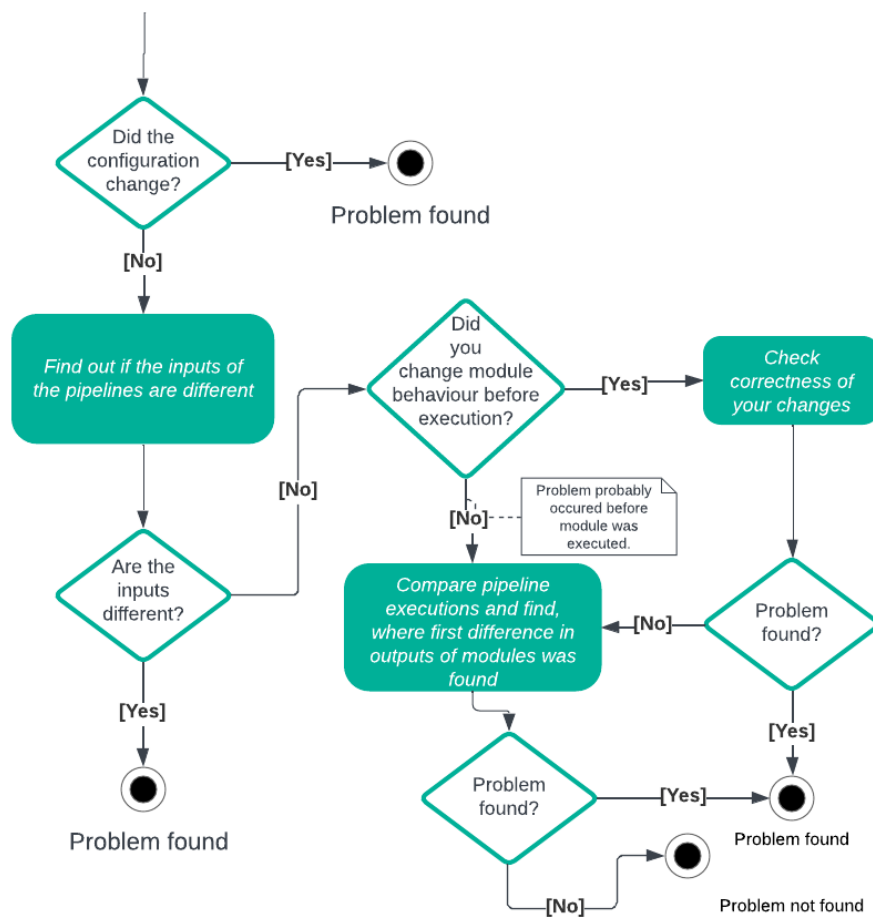 Did the
configuration
change?
[Yes]
Problem found
[No]
Find out if the inputs of
the pipelines are different
Did
you
change module
behaviour before
execution?
[Yes]
Check
correctness of
your changes
[No]
[No]
Problem probably
occured before
module was
executed.
Are the
inputs
different?
Compare pipeline
executions and find,
where first difference in
outputs of modules was
found
[No]
Problem
found?
[Yes]
[Yes]
Problem found
Problem
found?
[Yes]
Problem found
[No]
Problem not found